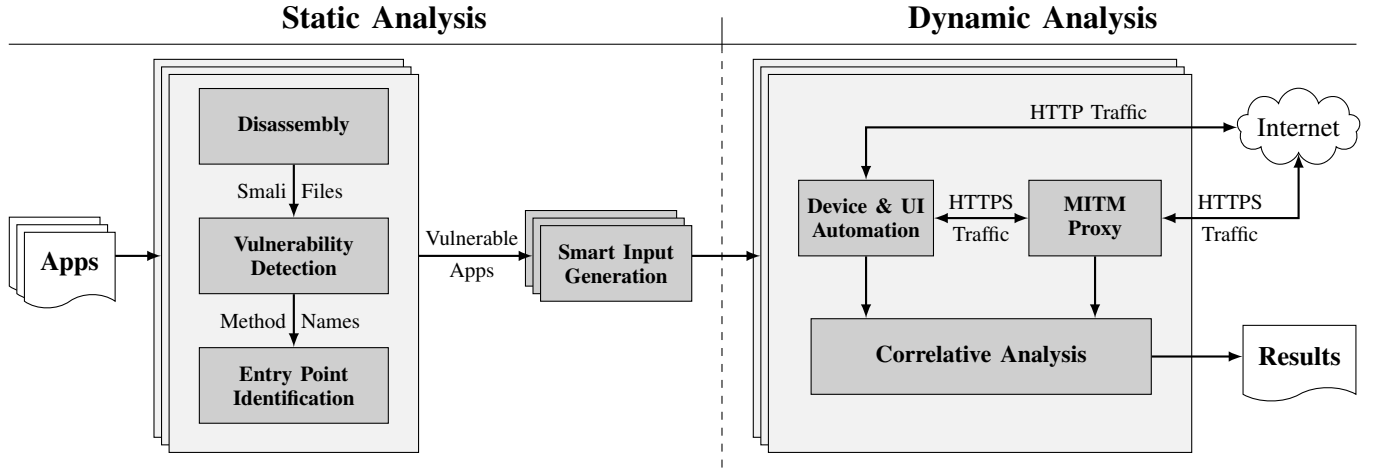 Static Analysis
Dynamic Analysis
Apps
Disassembly
Smali Files
Vulnerability
Detection
Method Names
Entry Point
Identification
Vulnerable
Apps
Smart Input
Generation
HTTP Traffic
Internet
Device & UI
Automation
HTTPS
Traffic
MITM
Proxy
HTTPS
Traffic
Correlative Analysis
Results